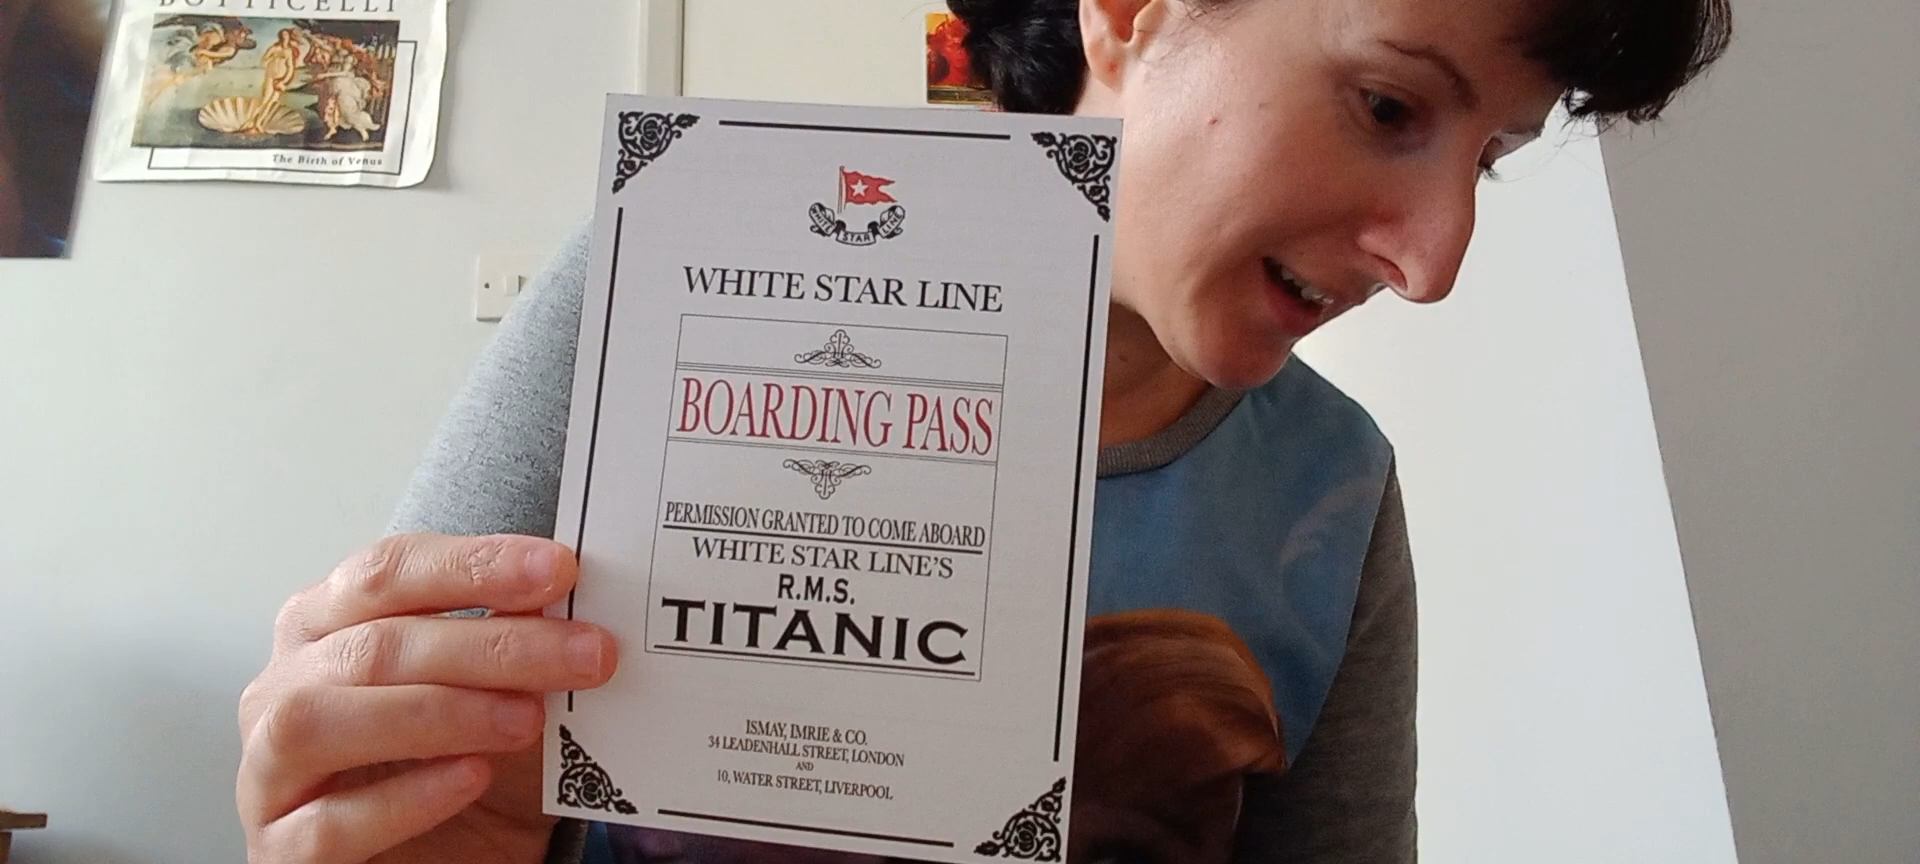 BOTTICELLI
The Birth of Venus
WHITE STAR LINE
WHITE STAR LINE
BOARDING PASS
PERMISSION GRANTED TO COME ABOARD
WHITE STAR LINE'S
R.M.S.
TITANIC
ISMAY, IMRIE & CO.
34 LEADENHALL STREET, LONDON
AND
10, WATER STREET, LIVERPOOL